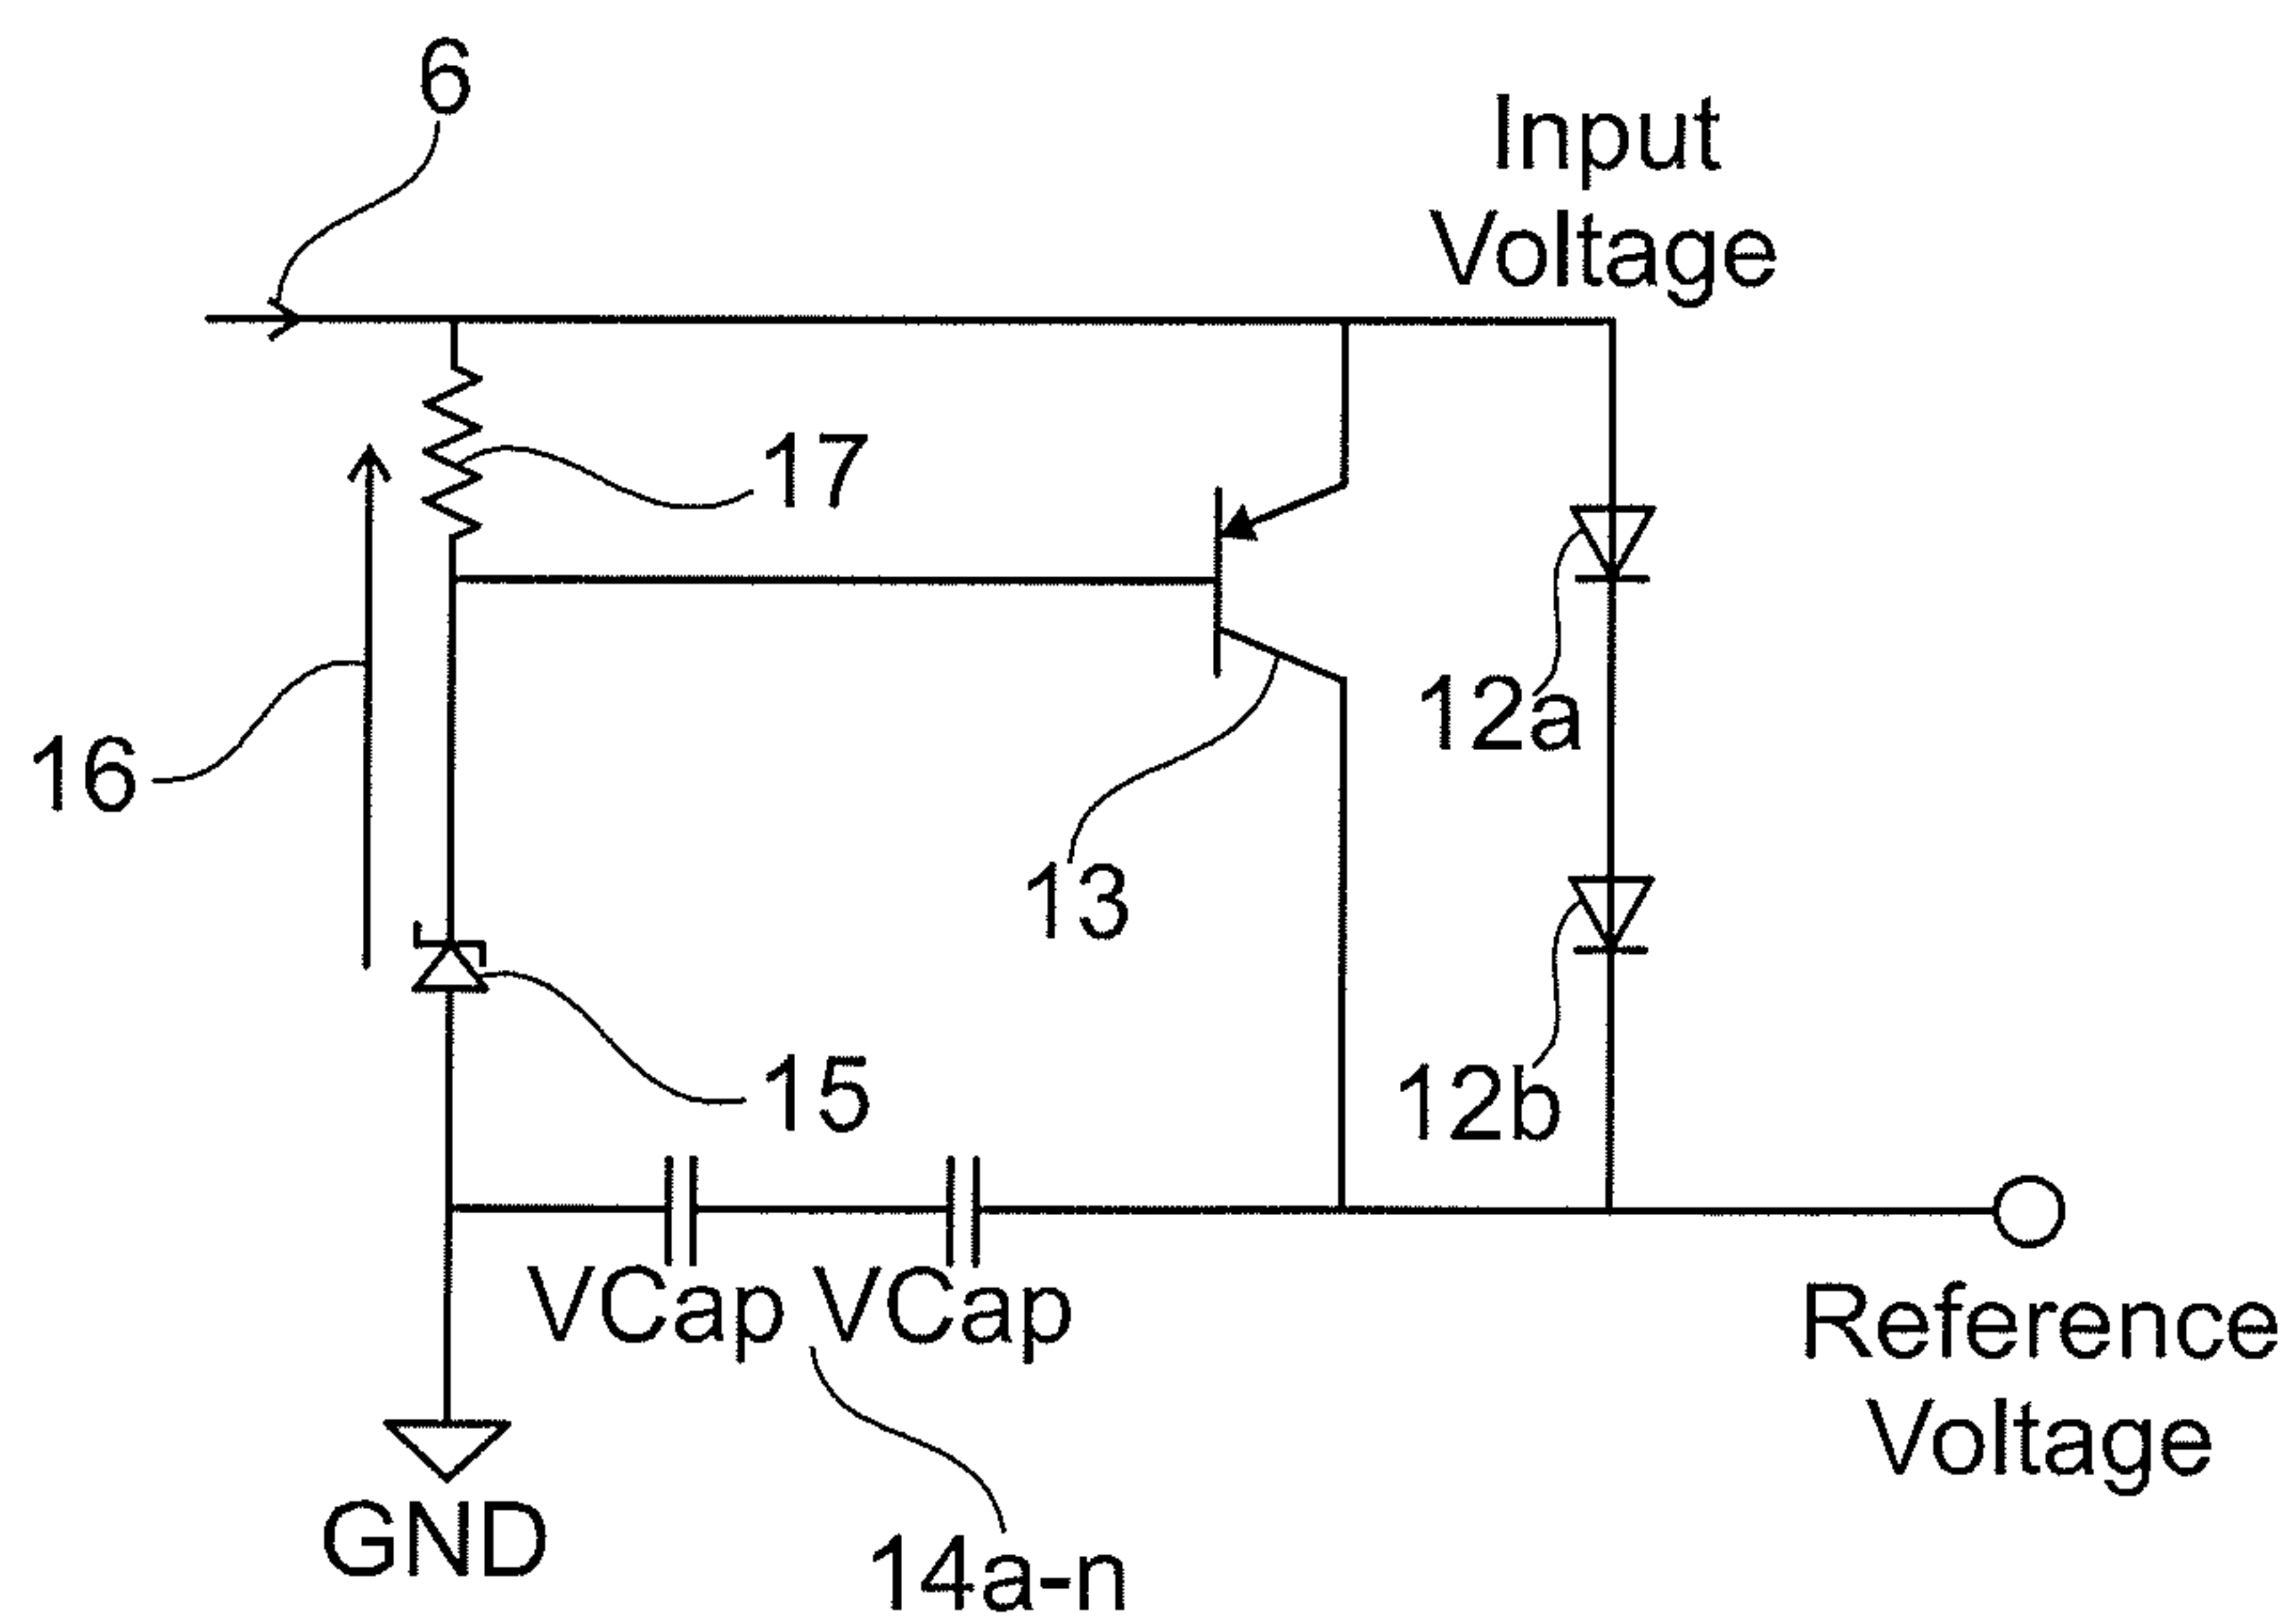 6
Input
Voltage
17
12a
16
13
12b
15
VCap VCap
Reference
Voltage
GND
14a-n